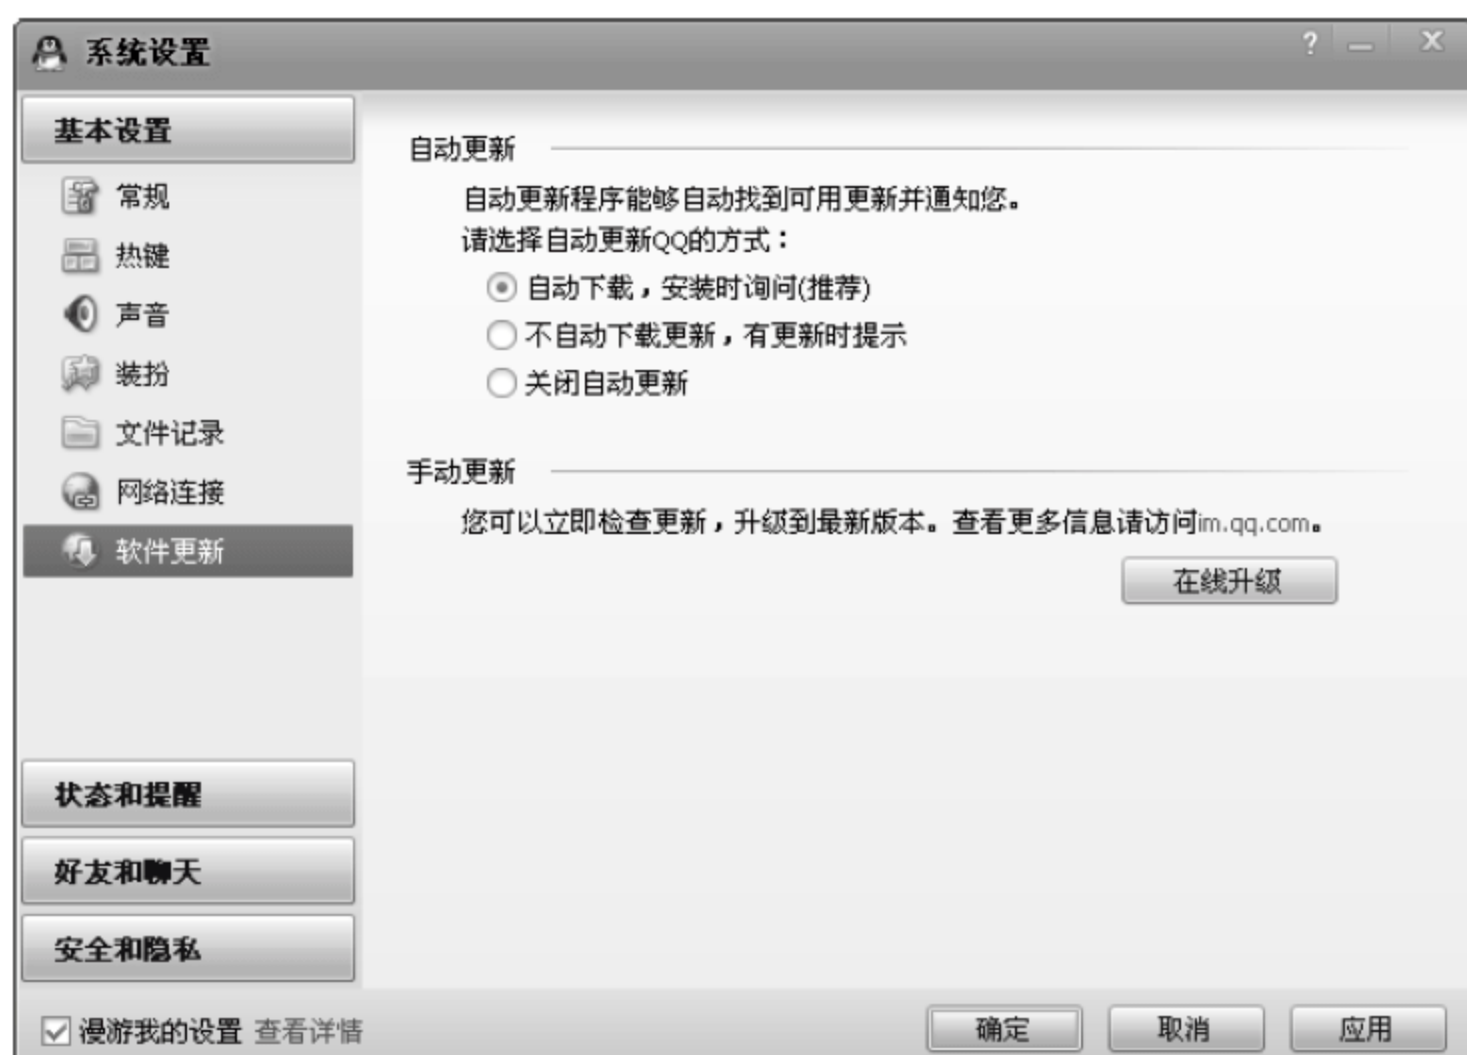 系统设置
基本设置
常规
热键
声音
装扮
文件记录
网络连接
软件更新
状态和提醒
好友和聊天
安全和隐私
自动更新
自动更新程序能够自动找到可用更新并通知您。
请选择自动更新QQ的方式：
自动下载，安装时询问(推荐)
不自动下载更新，有更新时提示
关闭自动更新
手动更新
您可以立即检查更新，升级到最新版本。查看更多信息请访问im.qq.com。
在线升级
漫游我的设置 查看详情
确定 取消 应用